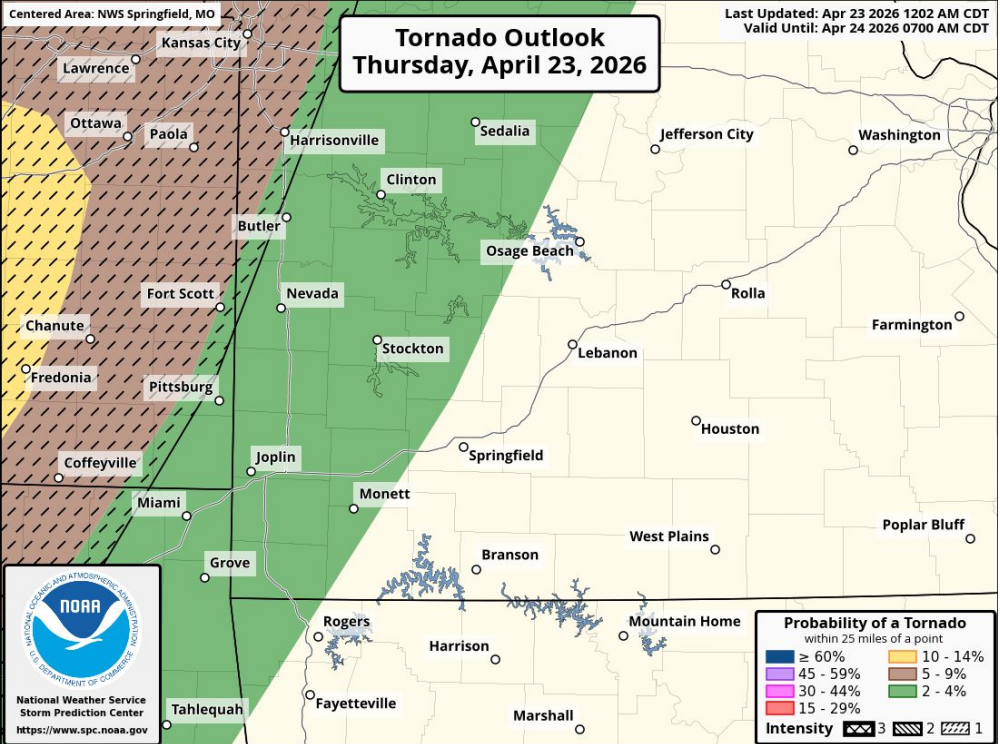 Centered Area: NWS Springfield, MO
Last Updated: Apr 23 2026 1202 AM CDT
Valid Until: Apr 24 2026 0700 AM CDT
Tornado Outlook
Thursday, April 23, 2026
Kansas City
Lawrence
Ottawa
Paola
Harrisonville
Sedalia
Jefferson City
Washington
Clinton
Butler
Osage Beach
Fort Scott
Nevada
Rolla
Chanute
Farmington
Stockton
Lebanon
Fredonia
Pittsburg
Houston
Coffeyville
Joplin
Springfield
Miami
Monett
Poplar Bluff
West Plains
Branson
Grove
Rogers
Mountain Home
Harrison
Tahlequah
Fayetteville
Marshall
NATIONAL OCEANIC AND ATMOSPHERIC ADMINISTRATION
NOAA
U.S. DEPARTMENT OF COMMERCE
National Weather Service
Storm Prediction Center
https://www.spc.noaa.gov
Probability of a Tornado
within 25 miles of a point
≥ 60%
45 - 59%
30 - 44%
15 - 29%
10 - 14%
5 - 9%
2 - 4%
Intensity 3 2 1